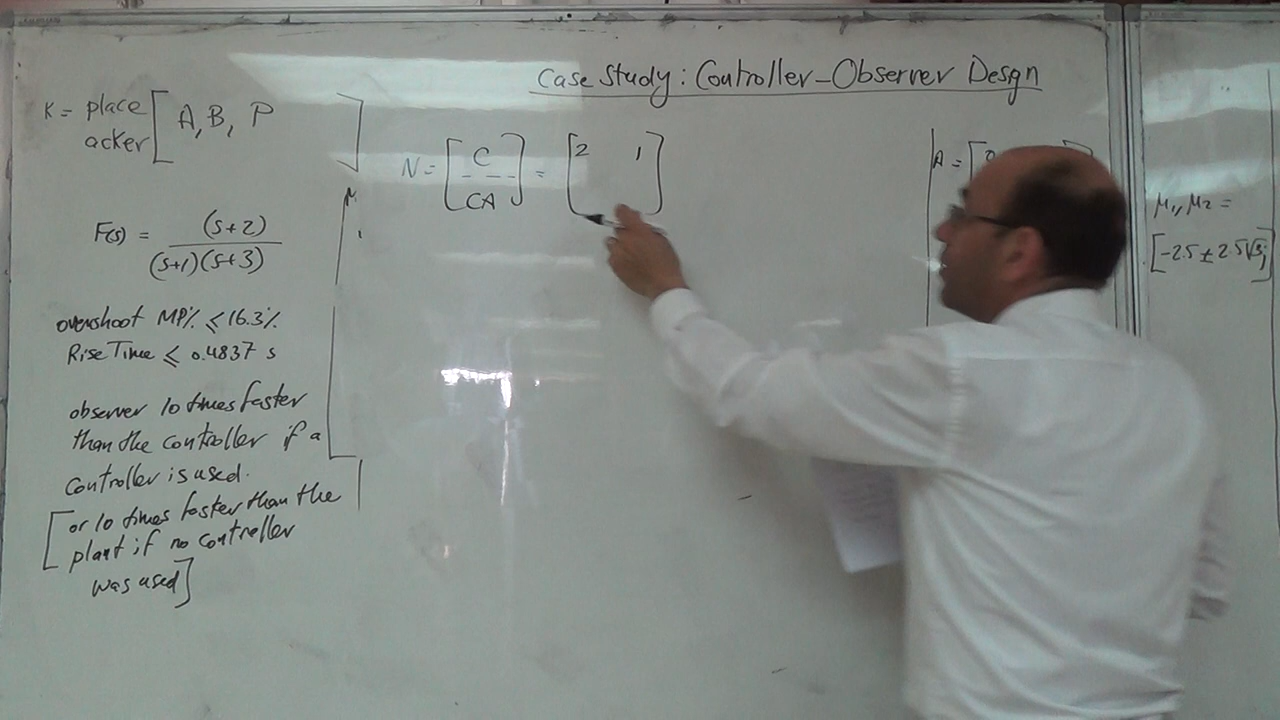 Case Study: Controller-Observer Desgn
K = place [ A, B, P ]
acker
F(s) = (s+2)
(s+1)(s+3)
overshoot MP% ≤ 16.3%
Rise Time ≤ 0.4837 s
observer 10 times faster
than the controller if a
controller is used.
[or 10 times faster than the
plant if no controller
was used]
N = [ C
CA ] = [ 2 1 ]
A = [ 0
μ1, μ2 =
[-2.5 ± 2.5√3j]